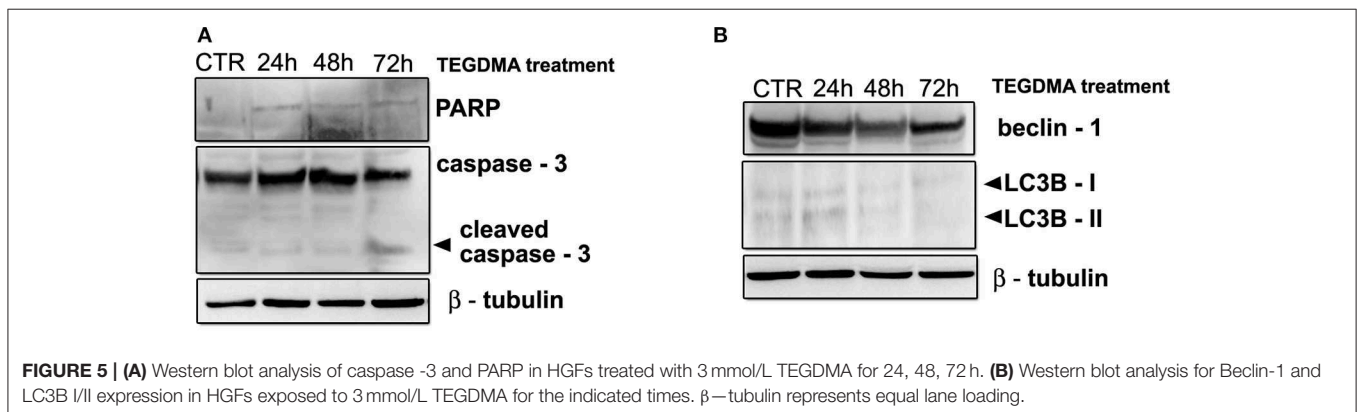 A
CTR 24h 48h 72h TEGDMA treatment
PARP
caspase - 3
◄ cleaved
caspase - 3
β - tubulin
B
CTR 24h 48h 72h TEGDMA treatment
beclin - 1
◄LC3B - I
◄LC3B - II
β - tubulin
FIGURE 5 | (A) Western blot analysis of caspase -3 and PARP in HGFs treated with 3 mmol/L TEGDMA for 24, 48, 72 h. (B) Western blot analysis for Beclin-1 and
LC3B I/II expression in HGFs exposed to 3 mmol/L TEGDMA for the indicated times. β—tubulin represents equal lane loading.